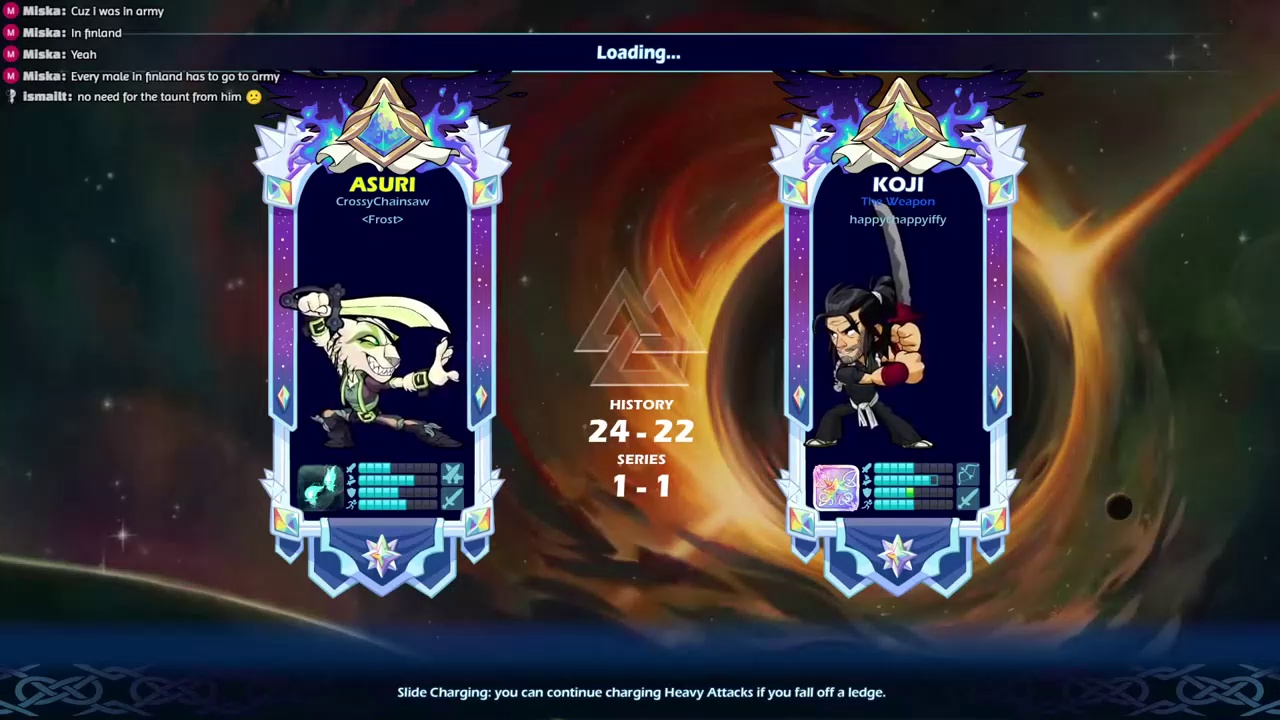 M Miska: Cuz i was in army
M Miska: In finland
M Miska: Yeah
M Miska: Every male in finland has to go to army
ismailt: no need for the taunt from him 😕
Loading...
ASURI
CrossyChainsaw
<Frost>
KOJI
The Weapon
happychappyiffy
HISTORY
24 - 22
SERIES
1 - 1
Slide Charging: you can continue charging Heavy Attacks if you fall off a ledge.